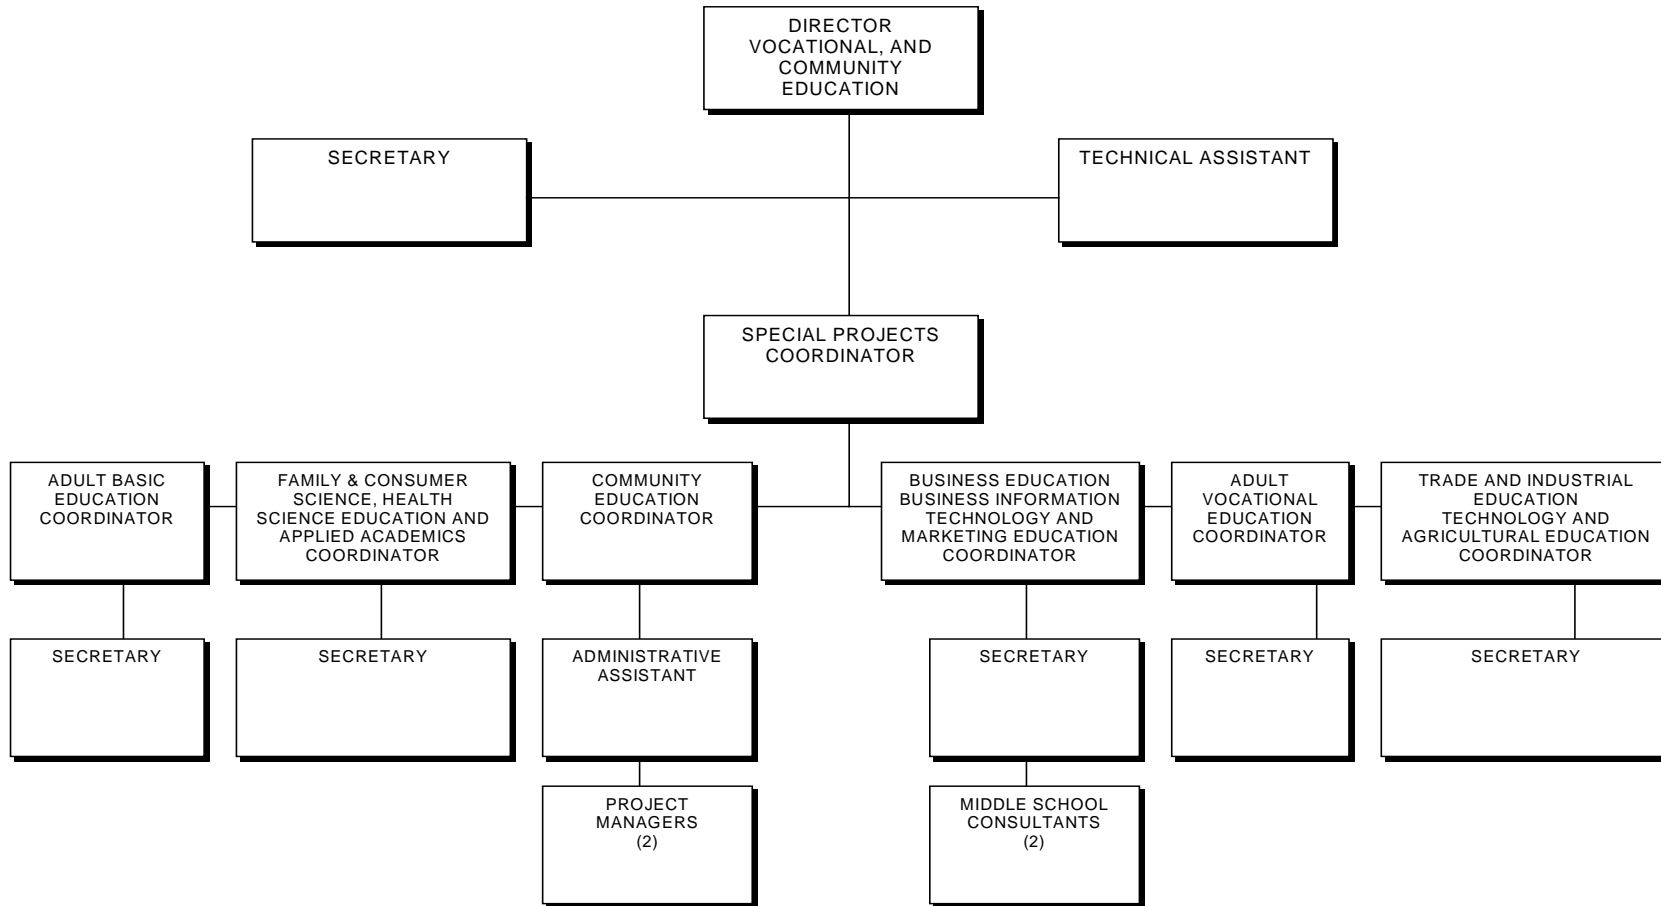 DIRECTOR
VOCATIONAL, AND
COMMUNITY
EDUCATION
SECRETARY
TECHNICAL ASSISTANT
SPECIAL PROJECTS
COORDINATOR
ADULT BASIC
EDUCATION
COORDINATOR
FAMILY & CONSUMER
SCIENCE, HEALTH
SCIENCE EDUCATION AND
APPLIED ACADEMICS
COORDINATOR
COMMUNITY
EDUCATION
COORDINATOR
BUSINESS EDUCATION
BUSINESS INFORMATION
TECHNOLOGY AND
MARKETING EDUCATION
COORDINATOR
ADULT
VOCATIONAL
EDUCATION
COORDINATOR
TRADE AND INDUSTRIAL
EDUCATION
TECHNOLOGY AND
AGRICULTURAL EDUCATION
COORDINATOR
SECRETARY
SECRETARY
ADMINISTRATIVE
ASSISTANT
SECRETARY
SECRETARY
SECRETARY
PROJECT
MANAGERS
(2)
MIDDLE SCHOOL
CONSULTANTS
(2)